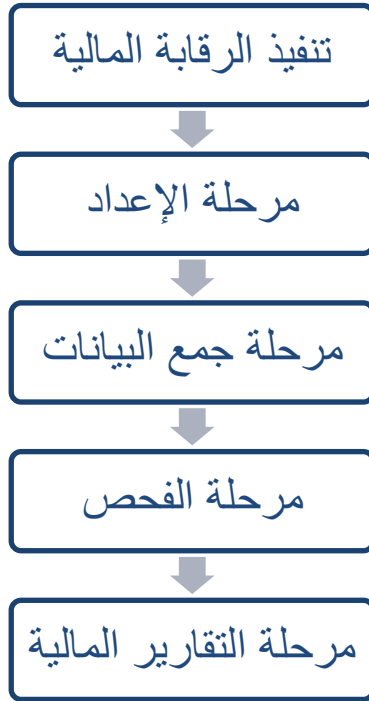 تنفيذ الرقابة المالية
مرحلة الإعداد
مرحلة جمع البيانات
مرحلة الفحص
مرحلة التقارير المالية